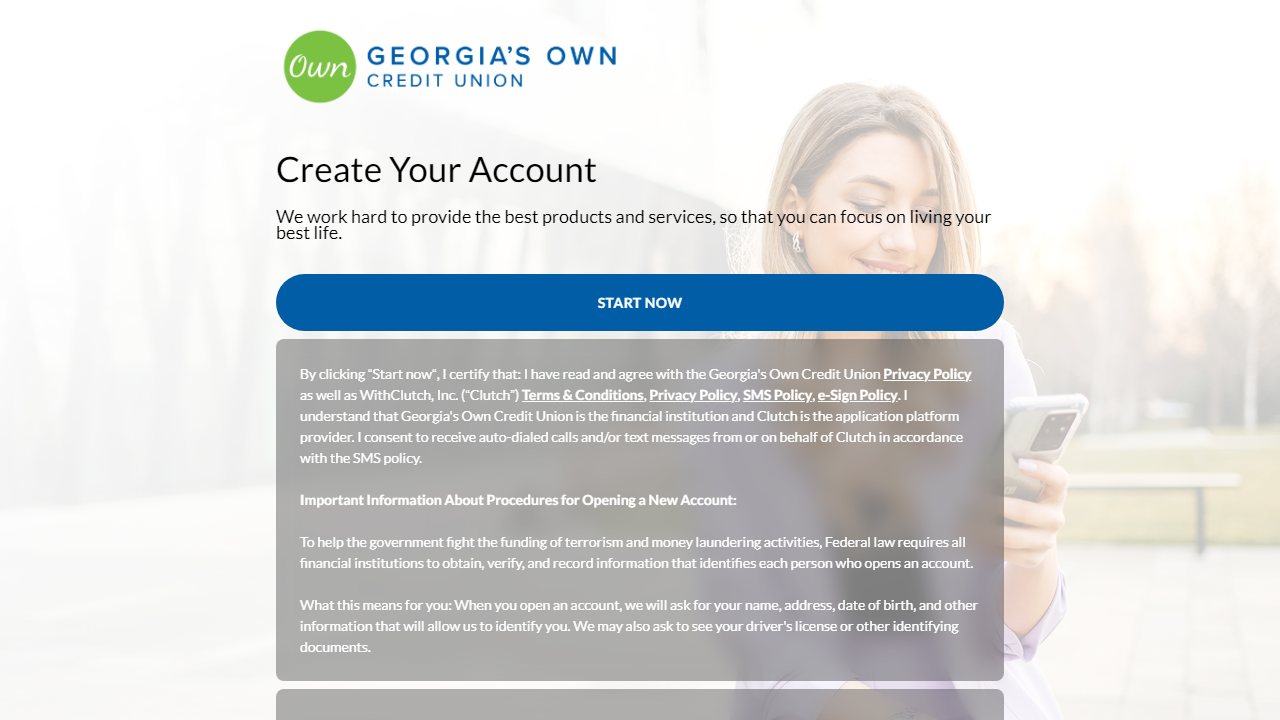 Own
GEORGIA'S OWN
CREDIT UNION
Create Your Account
We work hard to provide the best products and services, so that you can focus on living your
best life.
START NOW
By clicking “Start now“, I certify that: I have read and agree with the Georgia's Own Credit Union Privacy Policy
as well as WithClutch, Inc. (“Clutch”) Terms & Conditions, Privacy Policy, SMS Policy, e-Sign Policy. I
understand that Georgia's Own Credit Union is the financial institution and Clutch is the application platform
provider. I consent to receive auto-dialed calls and/or text messages from or on behalf of Clutch in accordance
with the SMS policy.
Important Information About Procedures for Opening a New Account:
To help the government fight the funding of terrorism and money laundering activities, Federal law requires all
financial institutions to obtain, verify, and record information that identifies each person who opens an account.
What this means for you: When you open an account, we will ask for your name, address, date of birth, and other
information that will allow us to identify you. We may also ask to see your driver's license or other identifying
documents.